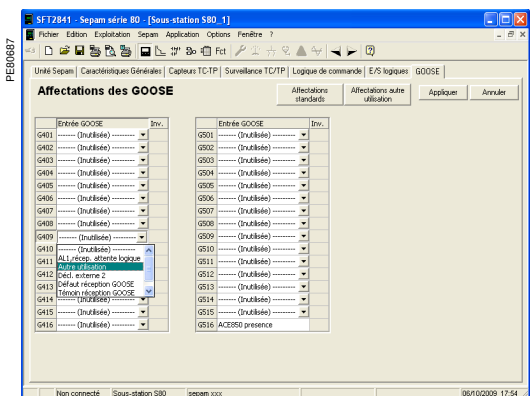 PE80687
SFT2841 - Sepam série 80 - [Sous-station S80_1]
Fichier Edition Exploitation Sepam Application Options Fenêtre ?
Unité Sepam Caractéristiques Générales Capteurs TC-TP Surveillance TC/TP Logique de commande E/S logiques GOOSE
Affectations des GOOSE
Affectations standards
Affectations autre utilisation
Appliquer
Annuler
Entrée GOOSE Inv. Entrée GOOSE Inv.
G401 ------- (Inutilisée) --------- G501 ------- (Inutilisée) ---------
G402 ------- (Inutilisée) --------- G502 ------- (Inutilisée) ---------
G403 ------- (Inutilisée) --------- G503 ------- (Inutilisée) ---------
G404 ------- (Inutilisée) --------- G504 ------- (Inutilisée) ---------
G405 ------- (Inutilisée) --------- G505 ------- (Inutilisée) ---------
G406 ------- (Inutilisée) --------- G506 ------- (Inutilisée) ---------
G407 ------- (Inutilisée) --------- G507 ------- (Inutilisée) ---------
G408 ------- (Inutilisée) --------- G508 ------- (Inutilisée) ---------
G409 ------- (Inutilisée) --------- G509 ------- (Inutilisée) ---------
G410 ------- (Inutilisée) --------- G510 ------- (Inutilisée) ---------
G411 AL1,récep. attente logique G511 ------- (Inutilisée) ---------
Autre utilisation
G412 Décl. externe 2 G512 ------- (Inutilisée) ---------
G413 Défaut réception GOOSE G513 ------- (Inutilisée) ---------
Témoin réception GOOSE
G414 ------- (Inutilisée) --------- G514 ------- (Inutilisée) ---------
G415 ------- (Inutilisée) --------- G515 ------- (Inutilisée) ---------
G416 ------- (Inutilisée) --------- G516 ACE850 presence
Non connecté Sous-station S80 sepam xxx 06/10/2009 17:54